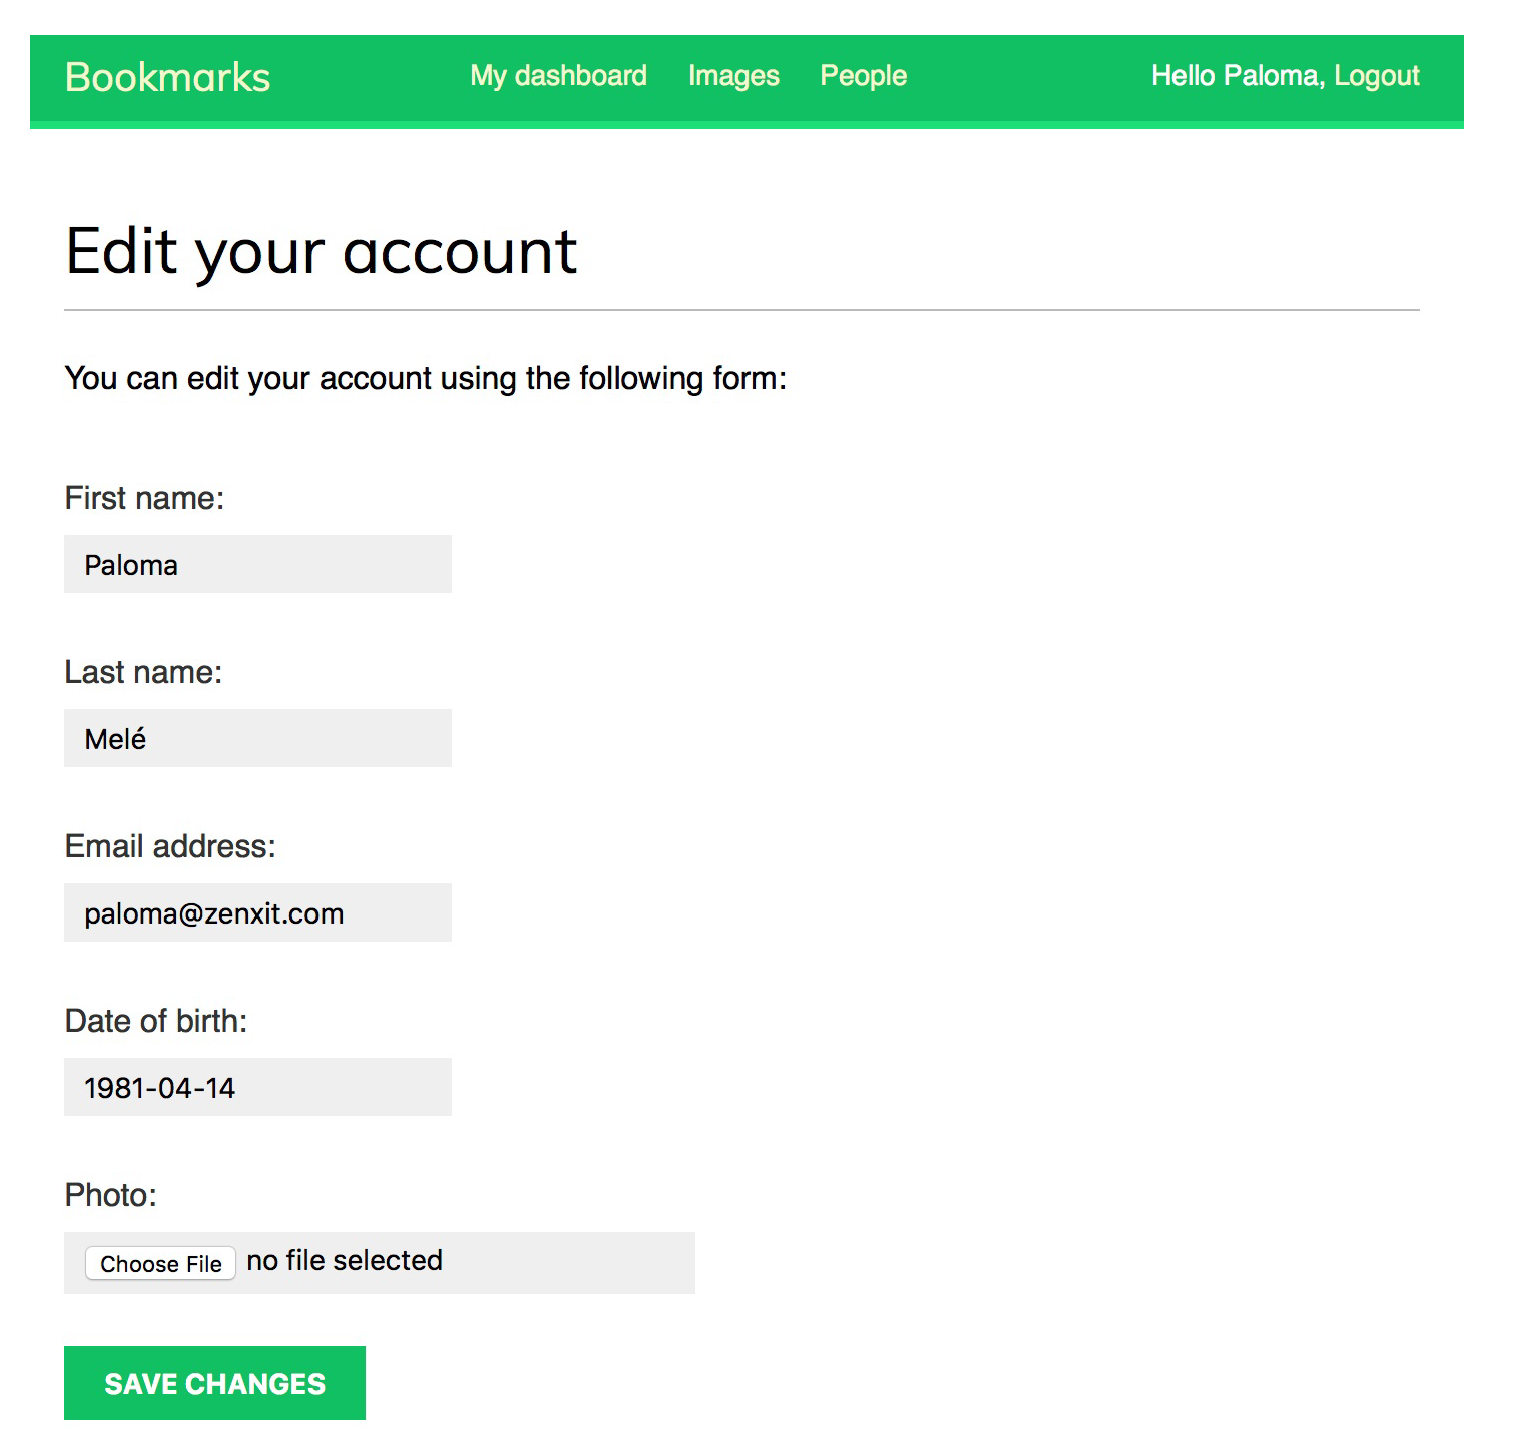 Bookmarks My dashboard Images People Hello Paloma, Logout
Edit your account
You can edit your account using the following form:
First name:
Paloma
Last name:
Melé
Email address:
paloma@zenxit.com
Date of birth:
1981-04-14
Photo:
Choose File no file selected
SAVE CHANGES